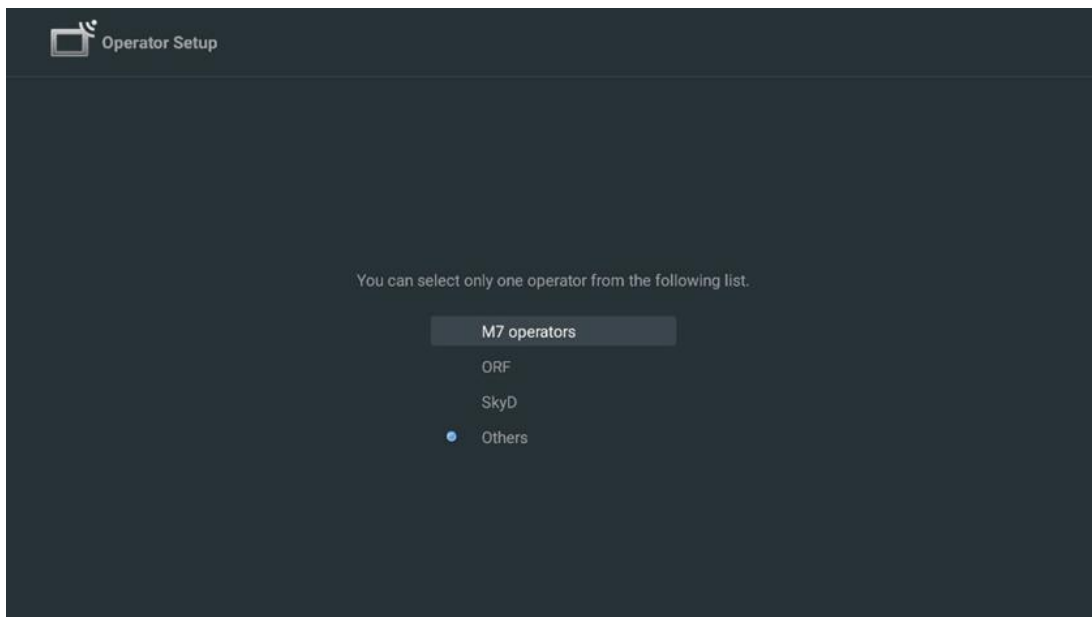 Operator Setup
You can select only one operator from the following list.
M7 operators
ORF
SkyD
Others